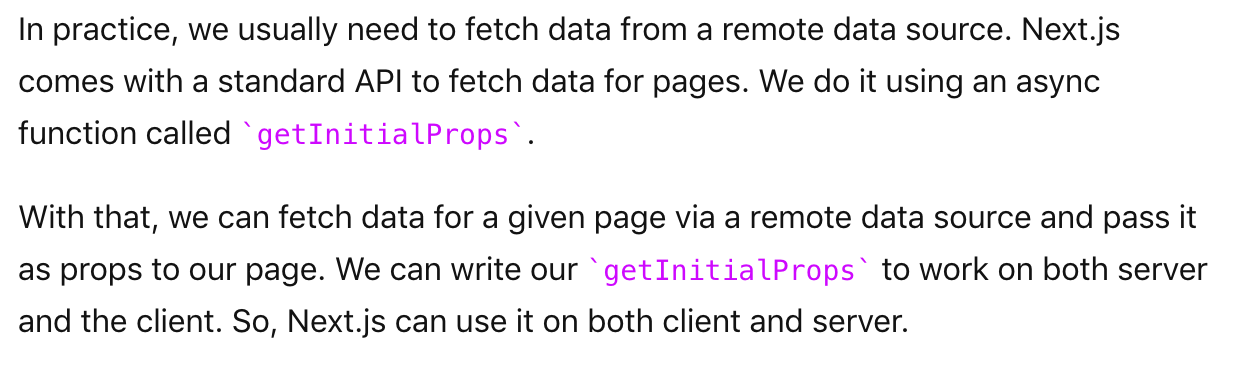 In practice, we usually need to fetch data from a remote data source. Next.js
comes with a standard API to fetch data for pages. We do it using an async
function called `getInitialProps`.
With that, we can fetch data for a given page via a remote data source and pass it
as props to our page. We can write our `getInitialProps` to work on both server
and the client. So, Next.js can use it on both client and server.